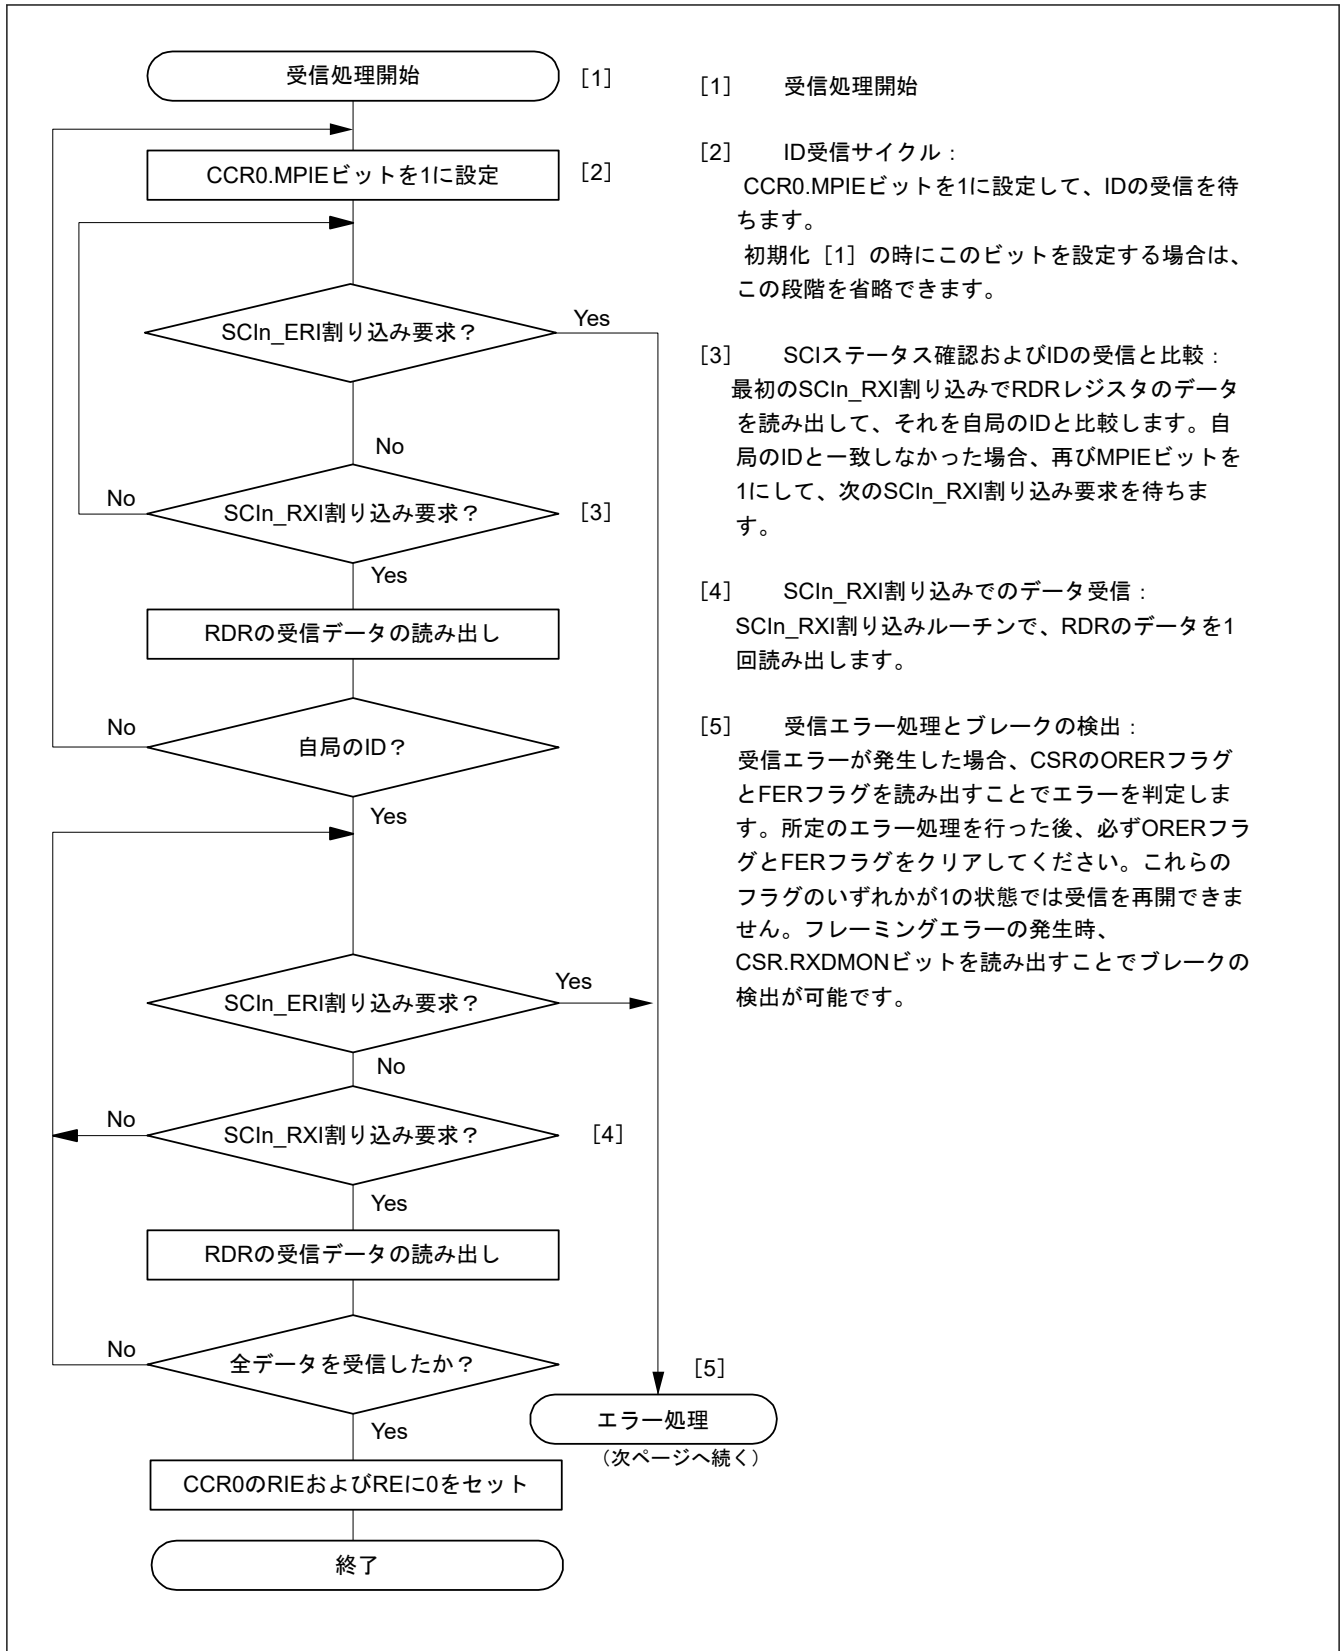 受信処理開始
[1]
CCR0.MPIEビットを1に設定
[2]
SCIn_ERI割り込み要求？
Yes
No
No
SCIn_RXI割り込み要求？
[3]
Yes
RDRの受信データの読み出し
No
自局のID？
Yes
SCIn_ERI割り込み要求？
Yes
No
No
SCIn_RXI割り込み要求？
[4]
Yes
RDRの受信データの読み出し
No
全データを受信したか？
Yes
CCR0のRIEおよびREに0をセット
終了
[5]
エラー処理
（次ページへ続く）
[1] 受信処理開始
[2] ID受信サイクル：
CCR0.MPIEビットを1に設定して、IDの受信を待
ちます。
初期化［1］の時にこのビットを設定する場合は、
この段階を省略できます。
[3] SCIステータス確認およびIDの受信と比較：
最初のSCIn_RXI割り込みでRDRレジスタのデータ
を読み出して、それを自局のIDと比較します。自
局のIDと一致しなかった場合、再びMPIEビットを
1にして、次のSCIn_RXI割り込み要求を待ちま
す。
[4] SCIn_RXI割り込みでのデータ受信：
SCIn_RXI割り込みルーチンで、RDRのデータを1
回読み出します。
[5] 受信エラー処理とブレークの検出：
受信エラーが発生した場合、CSRのORERフラグ
とFERフラグを読み出すことでエラーを判定しま
す。所定のエラー処理を行った後、必ずORERフラ
グとFERフラグをクリアしてください。これらの
フラグのいずれかが1の状態では受信を再開できま
せん。フレーミングエラーの発生時、
CSR.RXDMONビットを読み出すことでブレークの
検出が可能です。